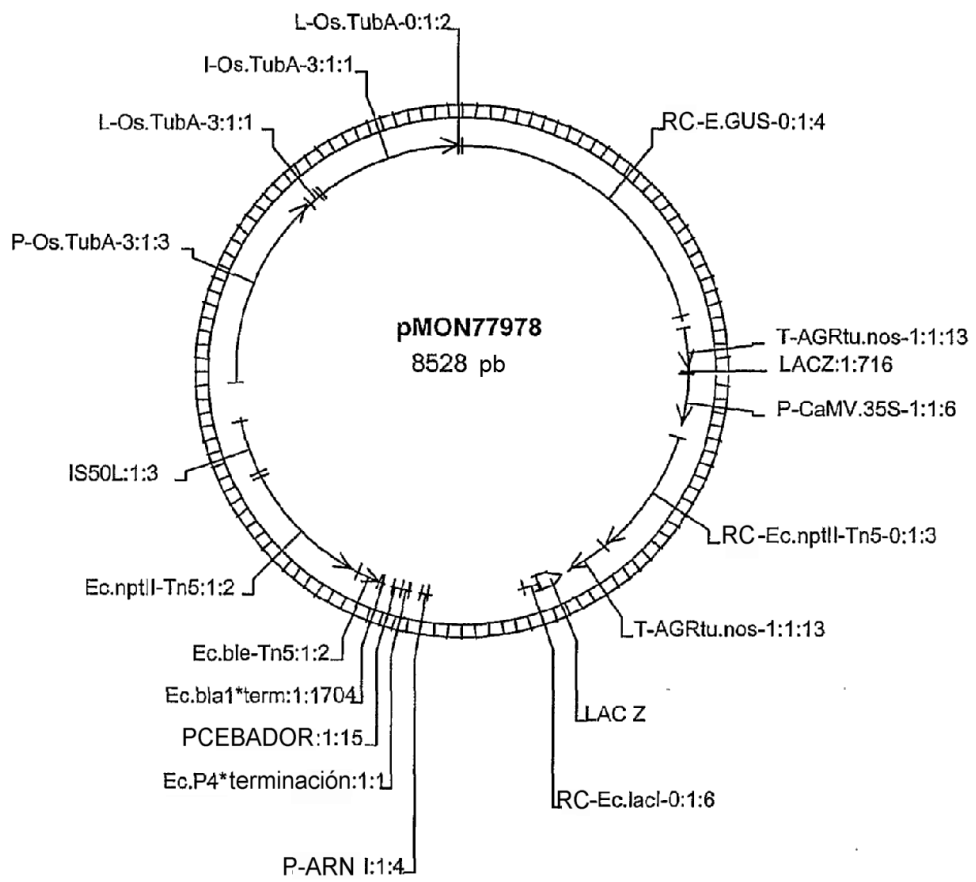 L-Os.TubA-0:1:2
I-Os.TubA-3:1:1
L-Os.TubA-3:1:1
RC-E.GUS-0:1:4
P-Os.TubA-3:1:3
pMON77978
8528 pb
T-AGRtu.nos-1:1:13
LACZ:1:716
P-CaMV.35S-1:1:6
IS50L:1:3
RC-Ec.nptII-Tn5-0:1:3
Ec.nptII-Tn5:1:2
T-AGRtu.nos-1:1:13
Ec.ble-Tn5:1:2
Ec.bla1*term:1:1704
LAC Z
PCEBADOR:1:15
Ec.P4*terminación:1:1
RC-Ec.lacI-0:1:6
P-ARN I:1:4